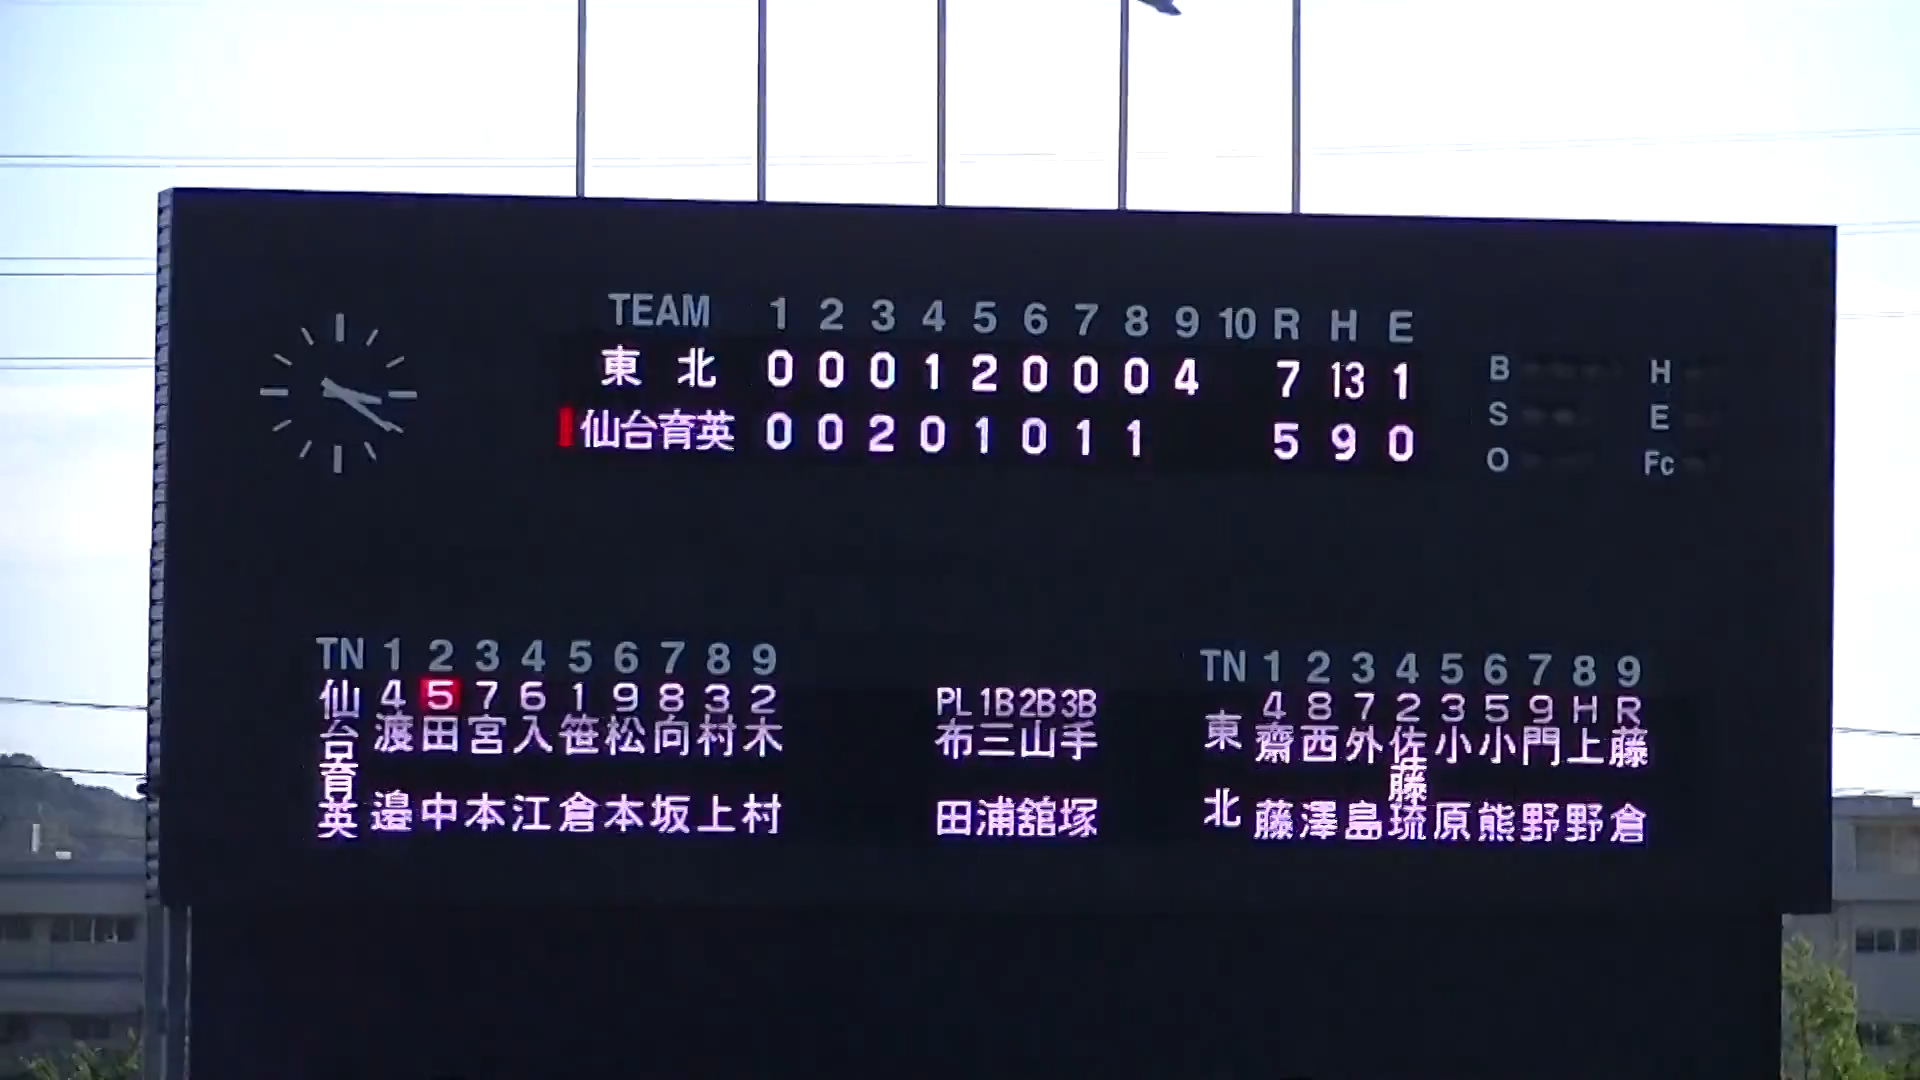 TEAM 1 2 3 4 5 6 7 8 9 10 R H E
東北 0 0 0 1 2 0 0 0 4 7 13 1
仙台育英 0 0 2 0 1 0 1 1 5 9 0
B H
S E
O Fc
TN 1 2 3 4 5 6 7 8 9
仙台育英
4 5 7 6 1 9 8 3 2
渡邉
田中
宮本
入江
笹倉
松本
向坂
村上
木村
PL 1B 2B 3B
布田
三浦
山舘
手塚
TN 1 2 3 4 5 6 7 8 9
東北
4 8 7 2 3 5 9 H R
齋藤
西澤
外島
佐藤琉
小原
小熊
門野
上野
藤倉